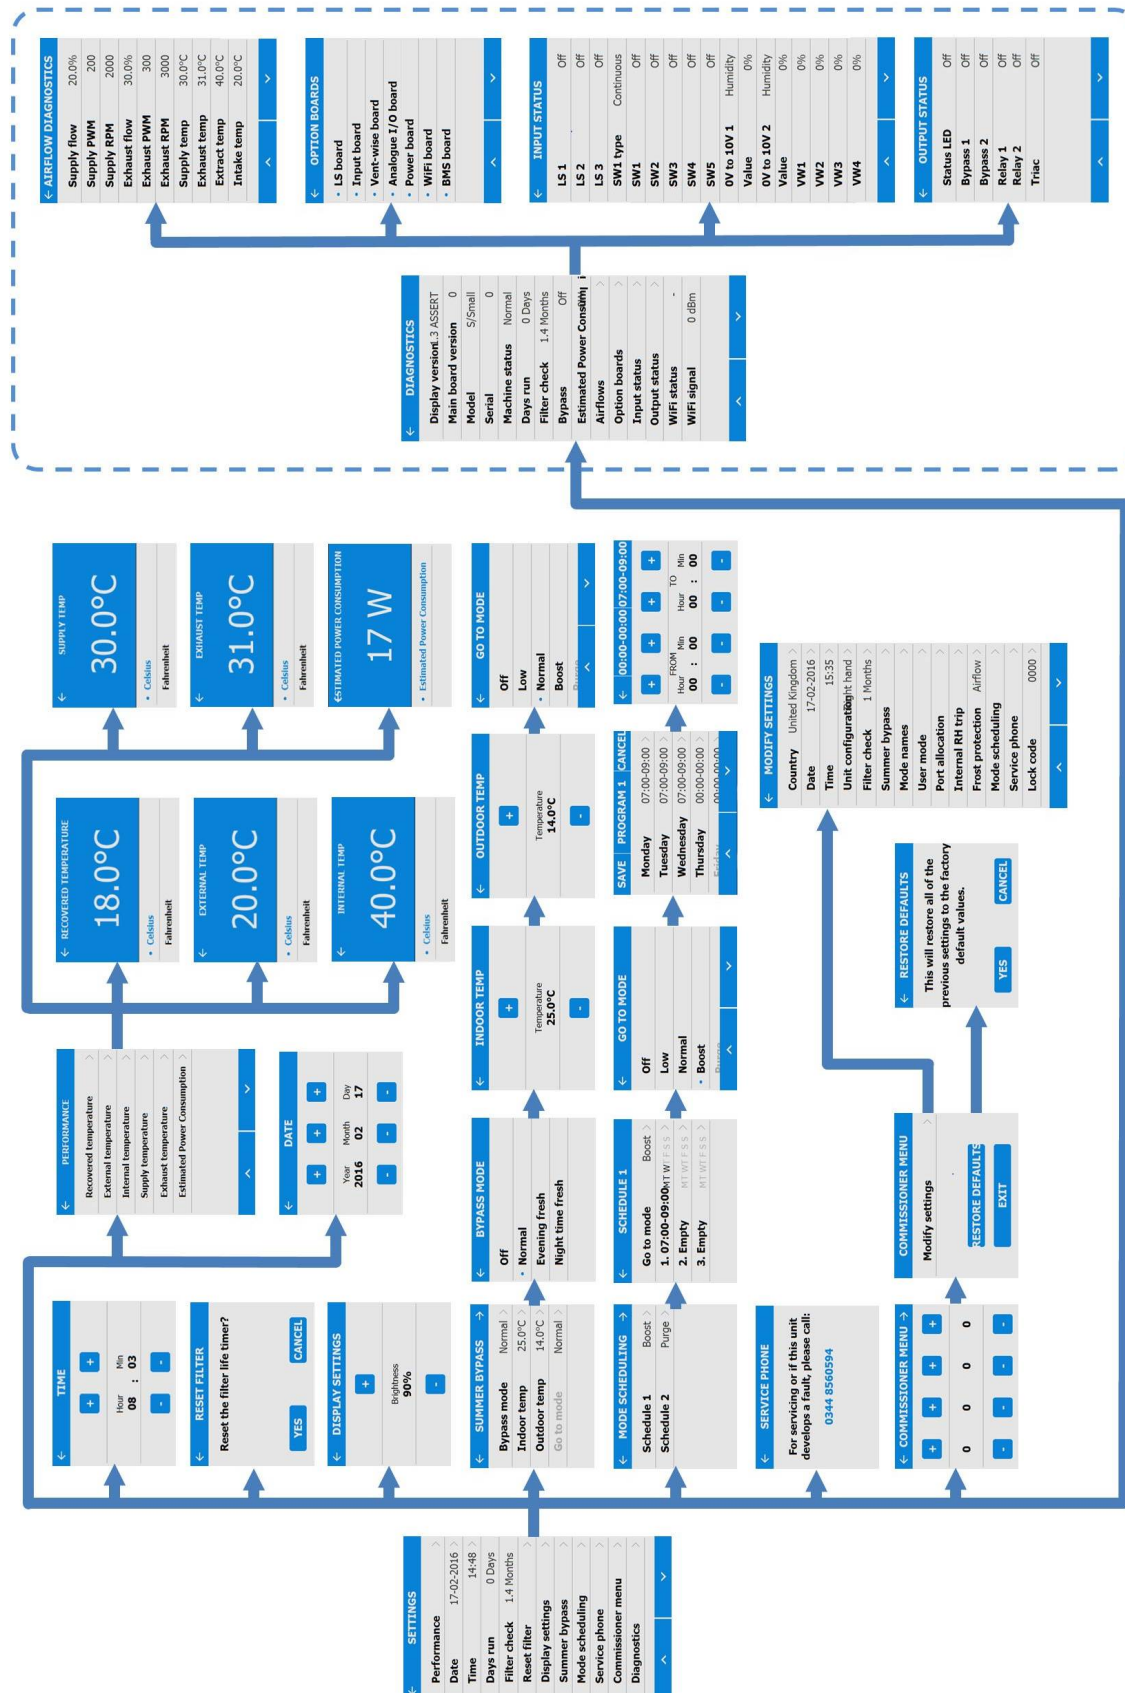 ← SETTINGS
Performance >
Date 17-02-2016 >
Time 14:48 >
Days run 0 Days
Filter check 1.4 Months
Reset filter >
Display settings >
Summer bypass >
Mode scheduling >
Service phone >
Commissioner menu >
Diagnostics >
← TIME
+ +
Hour Min
08 : 03
- -
← RESET FILTER
Reset the filter life timer?
YES CANCEL
← DISPLAY SETTINGS
+
Brightness
90%
-
← SUMMER BYPASS →
Bypass mode Normal >
Indoor temp 25.0°C >
Outdoor temp 14.0°C >
Go to mode Normal >
← MODE SCHEDULING →
Schedule 1 Boost >
Schedule 2 Purge >
← SERVICE PHONE
For servicing or if this unit
develops a fault, please call:
0344 8560594
← COMMISSIONER MENU →
+ + + +
0 0 0 0
- - - -
← PERFORMANCE
Recovered temperature >
External temperature >
Internal temperature >
Supply temperature >
Exhaust temperature >
Estimated Power Consumption >
← DATE
+ + +
Year Month Day
2016 02 17
- - -
← BYPASS MODE
Off
• Normal
Evening fresh
Night time fresh
← SCHEDULE 1
Go to mode Boost >
1. 07:00-09:00 M T W T F S S >
2. Empty M T W T F S S >
3. Empty M T W T F S S >
← COMMISSIONER MENU
Modify settings >
RESTORE DEFAULTS
EXIT
← RECOVERED TEMPERATURE
18.0°C
• Celsius
Fahrenheit
← EXTERNAL TEMP
20.0°C
• Celsius
Fahrenheit
← INTERNAL TEMP
40.0°C
• Celsius
Fahrenheit
← INDOOR TEMP
+
Temperature
25.0°C
-
← GO TO MODE
Off
Low
Normal
• Boost
Purge
← RESTORE DEFAULTS
This will restore all of the
previous settings to the factory
default values.
YES CANCEL
← SUPPLY TEMP
30.0°C
• Celsius
Fahrenheit
← EXHAUST TEMP
31.0°C
• Celsius
Fahrenheit
← ESTIMATED POWER CONSUMPTION
17 W
• Estimated Power Consumption
← OUTDOOR TEMP
+
Temperature
14.0°C
-
← GO TO MODE
Off
Low
• Normal
Boost
Purge
SAVE PROGRAM 1 CANCEL
Monday 07:00-09:00 >
Tuesday 07:00-09:00 >
Wednesday 07:00-09:00 >
Thursday 00:00-00:00 >
Friday 00:00-00:00 >
← 00:00-00:00 07:00-09:00
+ + + +
FROM TO
Hour Min Hour Min
00 : 00 00 : 00
- - - -
← MODIFY SETTINGS
Country United Kingdom >
Date 17-02-2016 >
Time 15:35 >
Unit configuration Right hand >
Filter check 1 Months >
Summer bypass >
Mode names >
User mode >
Port allocation >
Internal RH trip >
Frost protection Airflow >
Mode scheduling >
Service phone >
Lock code 0000 >
← DIAGNOSTICS
Display version 1.3 ASSERT
Main board version 0
Model S/Small
Serial 0
Machine status Normal
Days run 0 Days
Filter check 1.4 Months
Bypass Off
Estimated Power Consump
Airflows >
Option boards >
Input status >
Output status >
WiFi status -
WiFi signal 0 dBm
← AIRFLOW DIAGNOSTICS
Supply flow 20.0%
Supply PWM 200
Supply RPM 2000
Exhaust flow 30.0%
Exhaust PWM 300
Exhaust RPM 3000
Supply temp 30.0°C
Exhaust temp 31.0°C
Extract temp 40.0°C
Intake temp 20.0°C
← OPTION BOARDS
• LS board
• Input board
• Vent-wise board
• Analogue I/O board
• Power board
• WiFi board
• BMS board
← INPUT STATUS
LS 1 Off
LS 2 Off
LS 3 Off
SW1 type Continuous
SW1 Off
SW2 Off
SW3 Off
SW4 Off
SW5 Off
0V to 10V 1 Humidity
Value 0%
0V to 10V 2 Humidity
Value 0%
VW1 0%
VW2 0%
VW3 0%
VW4 0%
← OUTPUT STATUS
Status LED Off
Bypass 1 Off
Bypass 2 Off
Relay 1 Off
Relay 2 Off
Triac Off